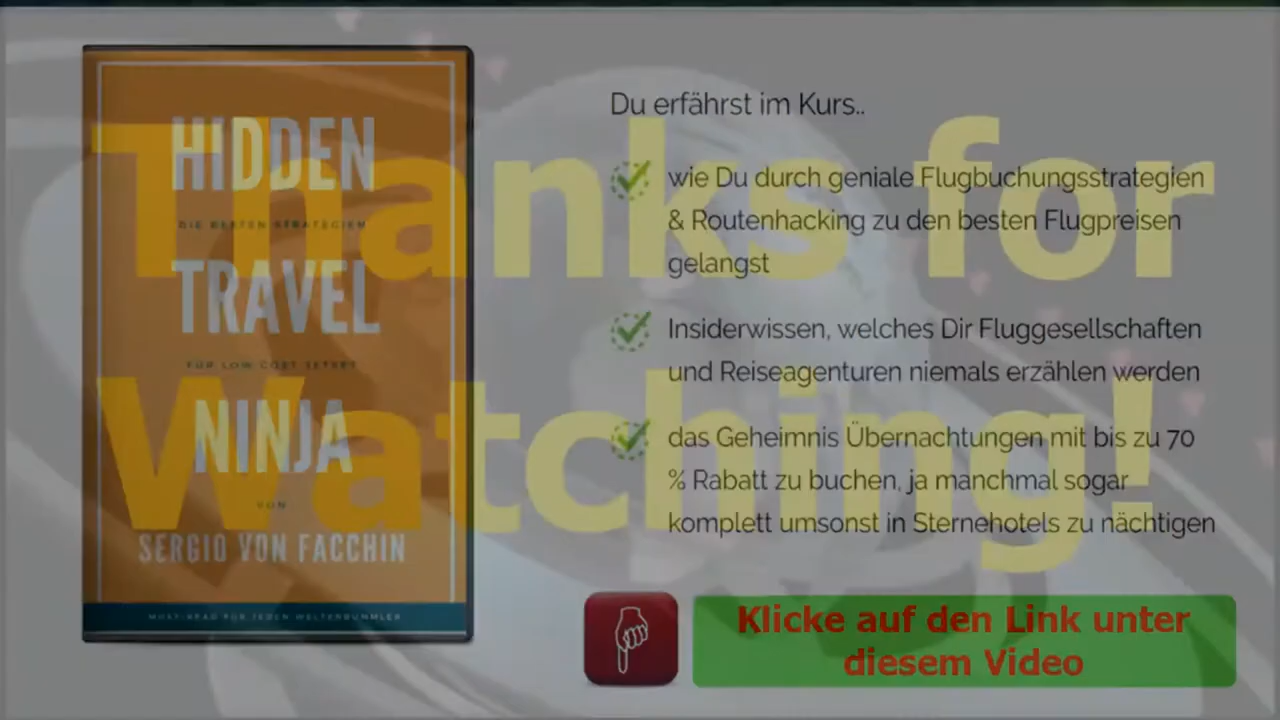 HIDDEN
DIE BESTEN STRATEGIEN
TRAVEL
FÜR LOW COST JETSET
NINJA
VON
SERGIO VON FACCHIN
MUST-READ FÜR JEDEN WELTENBUMMLER
Thanks for
Watching!
Du erfährst im Kurs..
wie Du durch geniale Flugbuchungsstrategien
& Routenhacking zu den besten Flugpreisen
gelangst
Insiderwissen, welches Dir Fluggesellschaften
und Reiseagenturen niemals erzählen werden
das Geheimnis Übernachtungen mit bis zu 70
% Rabatt zu buchen, ja manchmal sogar
komplett umsonst in Sternehotels zu nächtigen
Klicke auf den Link unter
diesem Video